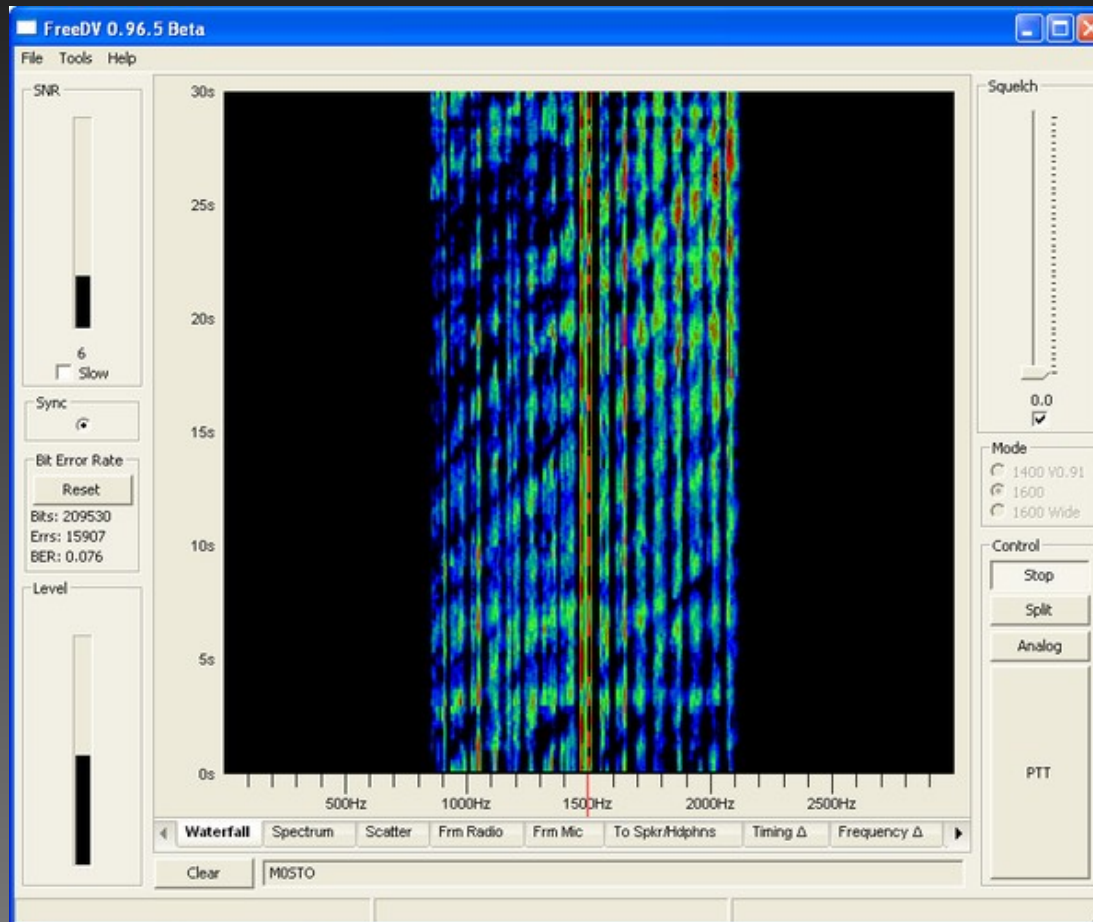 FreeDV 0.96.5 Beta
File Tools Help
SNR
6
Slow
Sync
Bit Error Rate
Reset
Bits: 209530
Errs: 15907
BER: 0.076
Level
30s
25s
20s
15s
10s
5s
0s
500Hz 1000Hz 1500Hz 2000Hz 2500Hz
Waterfall Spectrum Scatter Frm Radio Frm Mic To Spkr/Hdphns Timing Δ Frequency Δ
Clear M0STO
Squelch
0.0
Mode
1400 V0.91
1600
1600 Wide
Control
Stop
Split
Analog
PTT